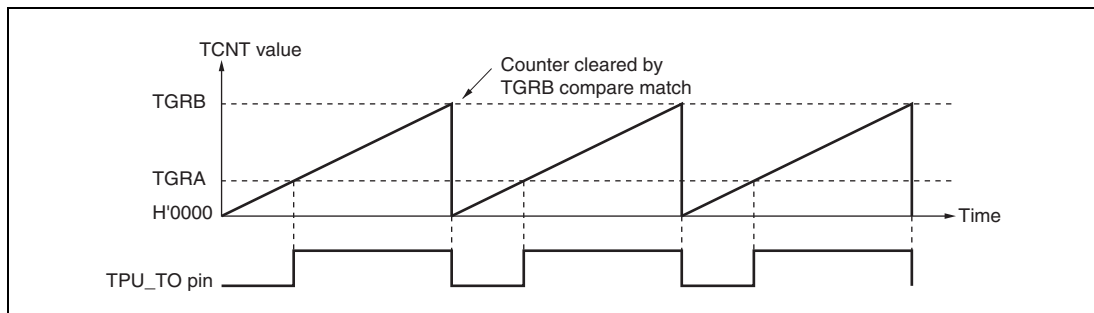 TCNT value
Counter cleared by
TGRB compare match
TGRB
TGRA
H'0000
Time
TPU_TO pin